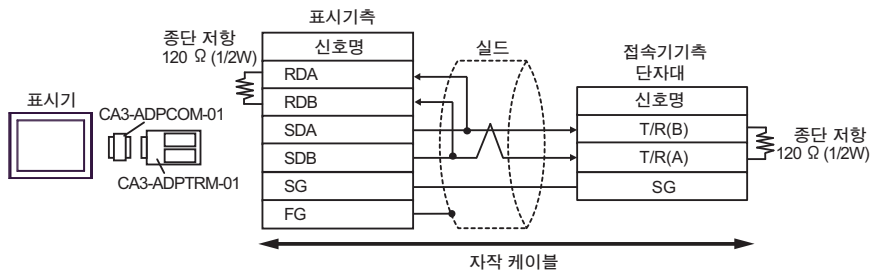 표시기측
종단 저항
120 Ω (1/2W)
신호명
RDA
RDB
SDA
SDB
SG
FG
표시기
CA3-ADPCOM-01
CA3-ADPTRM-01
실드
접속기기측
단자대
신호명
T/R(B)
T/R(A)
SG
종단 저항
120 Ω (1/2W)
자작 케이블